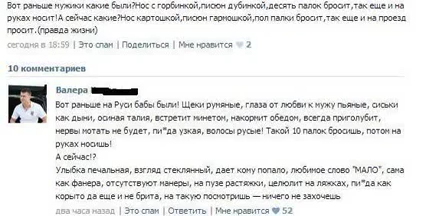 Вот раньше мужики какие были?Нос с горбинкой,писюн дубинкой,десять палок бросит,так еще и на
руках носит!А сейчас какие?Нос картошкой,писюн гармошкой,пол палки бросит,так еще и на проезд
просит.(правда жизни)
сегодня в 18:59 | Это спам | Поделиться | Мне нравится 2
10 комментариев
Валера
Вот раньше на Руси бабы были! Щеки румяные, глаза от любви к мужу пьяные, сиськи
как дыни, осиная талия, встретит минетом, накормит обедом, всегда приголубит,
нервы мотать не будет, пи*да узкая, волосы русые! Такой 10 палок бросишь, потом на
руках носишь!
А сейчас!?
Улыбка печальная, взгляд стеклянный, дает кому попало, любимое слово "МАЛО", сама
как фанера, отсутствуют манеры, на пузе растяжки, целюлит на ляжках, пи*да как
корыто да еще и не брита, на такую посмотришь — ничего не захочешь
два часа назад | Это спам | Ответить | Мне нравится 52